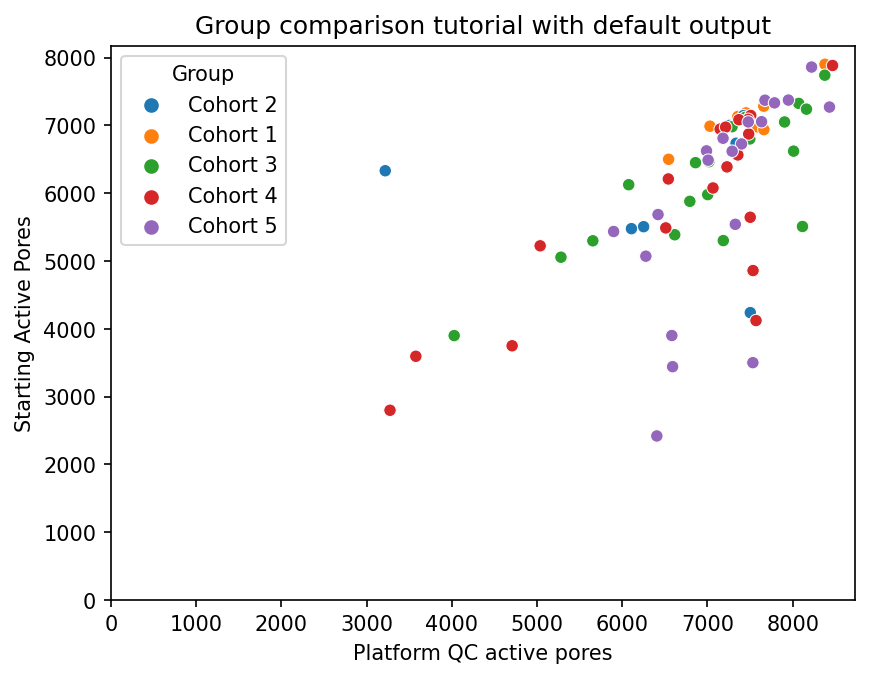 Group comparison tutorial with default output
Group
Cohort 2
Cohort 1
Cohort 3
Cohort 4
Cohort 5
Starting Active Pores
8000
7000
6000
5000
4000
3000
2000
1000
0
0 1000 2000 3000 4000 5000 6000 7000 8000
Platform QC active pores